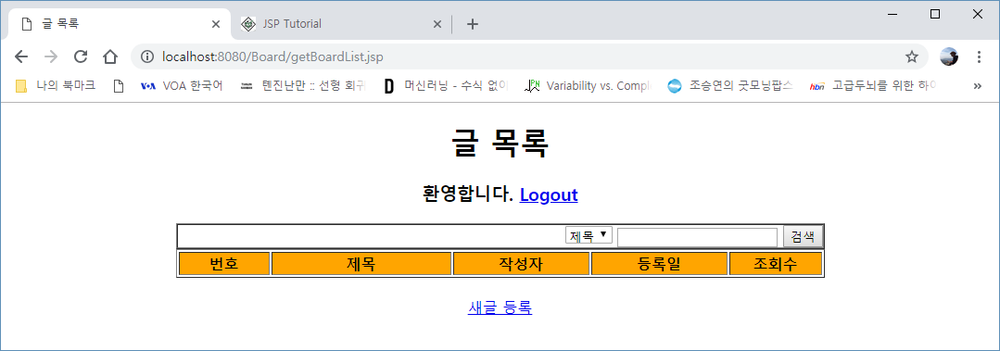 글 목록
JSP Tutorial
localhost:8080/Board/getBoardList.jsp
나의 북마크
VOA VOA 한국어
텐진난만 :: 선형 회귀
D 머신러닝 - 수식 없이
Variability vs. Compl
조승연의 굿모닝팝스
hbn 고급두뇌를 위한 하이
글 목록
환영합니다. Logout
제목 검색
번호 제목 작성자 등록일 조회수
새글 등록